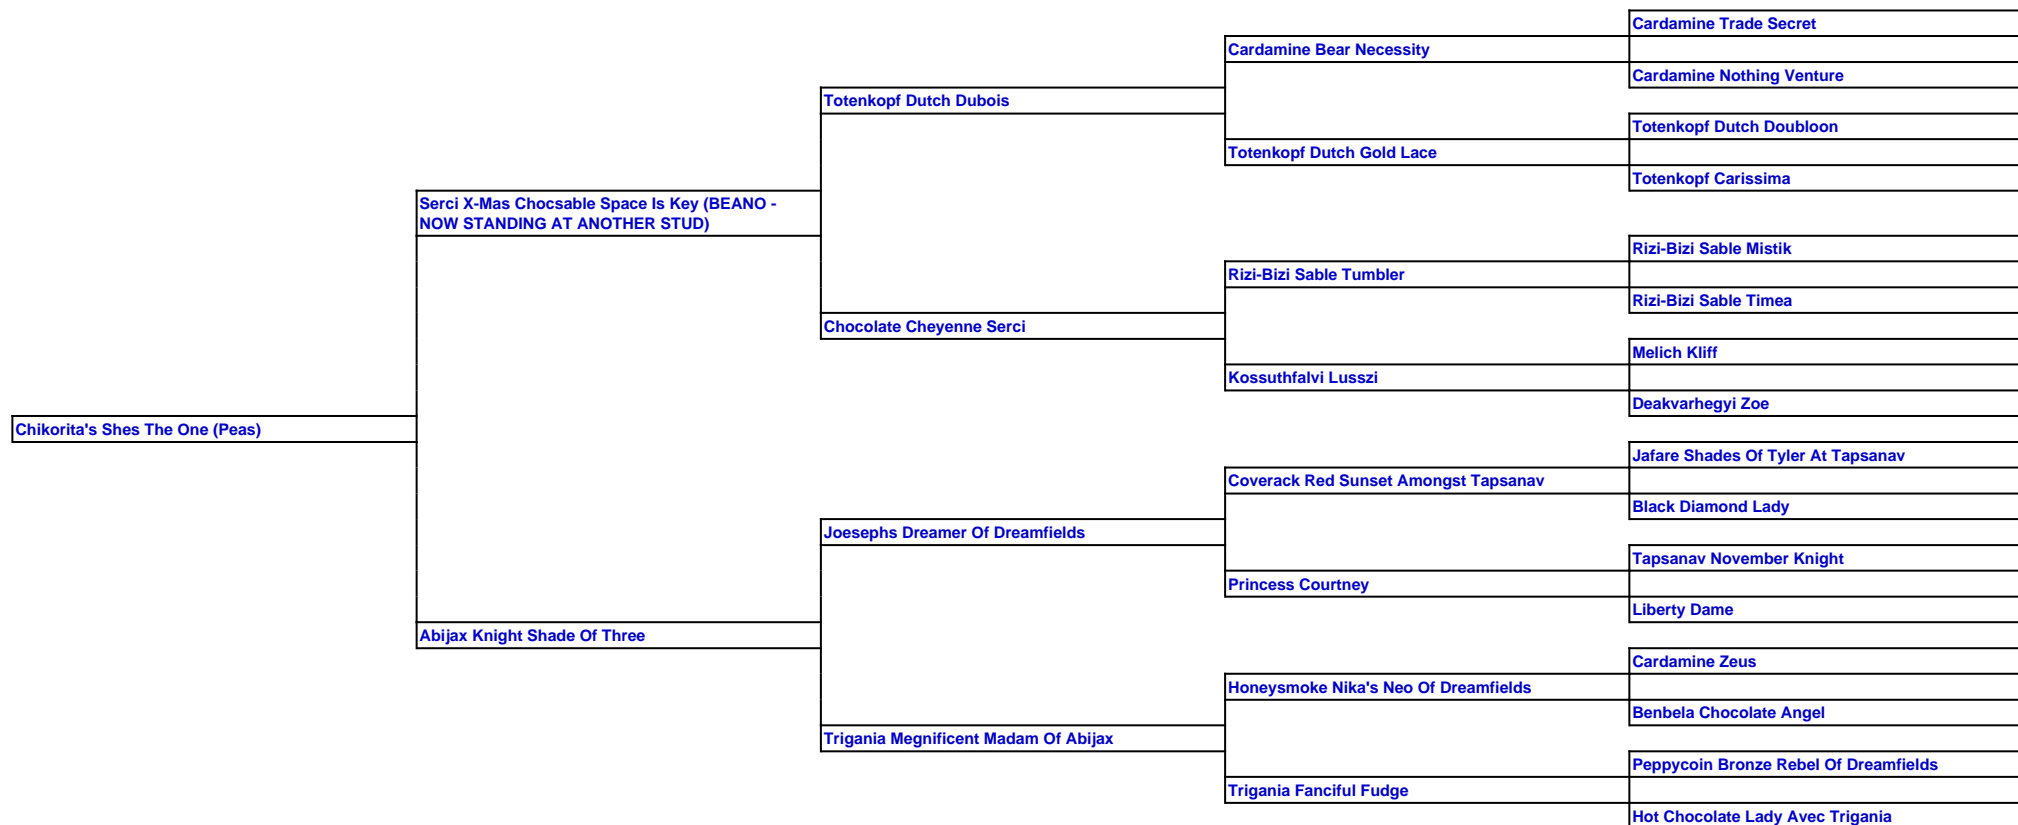 Cardamine Trade Secret
Cardamine Bear Necessity
Cardamine Nothing Venture
Totenkopf Dutch Dubois
Totenkopf Dutch Doubloon
Totenkopf Dutch Gold Lace
Totenkopf Carissima
Serci X-Mas Chocsable Space Is Key (BEANO -
NOW STANDING AT ANOTHER STUD)
Rizi-Bizi Sable Mistik
Rizi-Bizi Sable Tumbler
Rizi-Bizi Sable Timea
Chocolate Cheyenne Serci
Melich Kliff
Kossuthfalvi Lusszi
Deakvarhegyi Zoe
Chikorita's Shes The One (Peas)
Jafare Shades Of Tyler At Tapsanav
Coverack Red Sunset Amongst Tapsanav
Black Diamond Lady
Joesephs Dreamer Of Dreamfields
Tapsanav November Knight
Princess Courtney
Liberty Dame
Abijax Knight Shade Of Three
Cardamine Zeus
Honeysmoke Nika's Neo Of Dreamfields
Benbela Chocolate Angel
Trigania Megnificent Madam Of Abijax
Peppycoin Bronze Rebel Of Dreamfields
Trigania Fanciful Fudge
Hot Chocolate Lady Avec Trigania